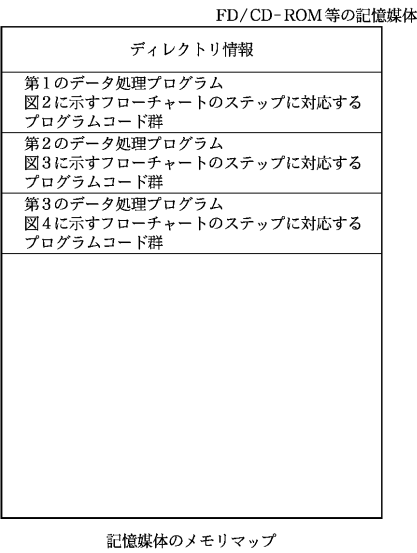 FD/CD-ROM等の記憶媒体
ディレクトリ情報
第1のデータ処理プログラム
図2に示すフローチャートのステップに対応する
プログラムコード群
第2のデータ処理プログラム
図3に示すフローチャートのステップに対応する
プログラムコード群
第3のデータ処理プログラム
図4に示すフローチャートのステップに対応する
プログラムコード群
記憶媒体のメモリマップ